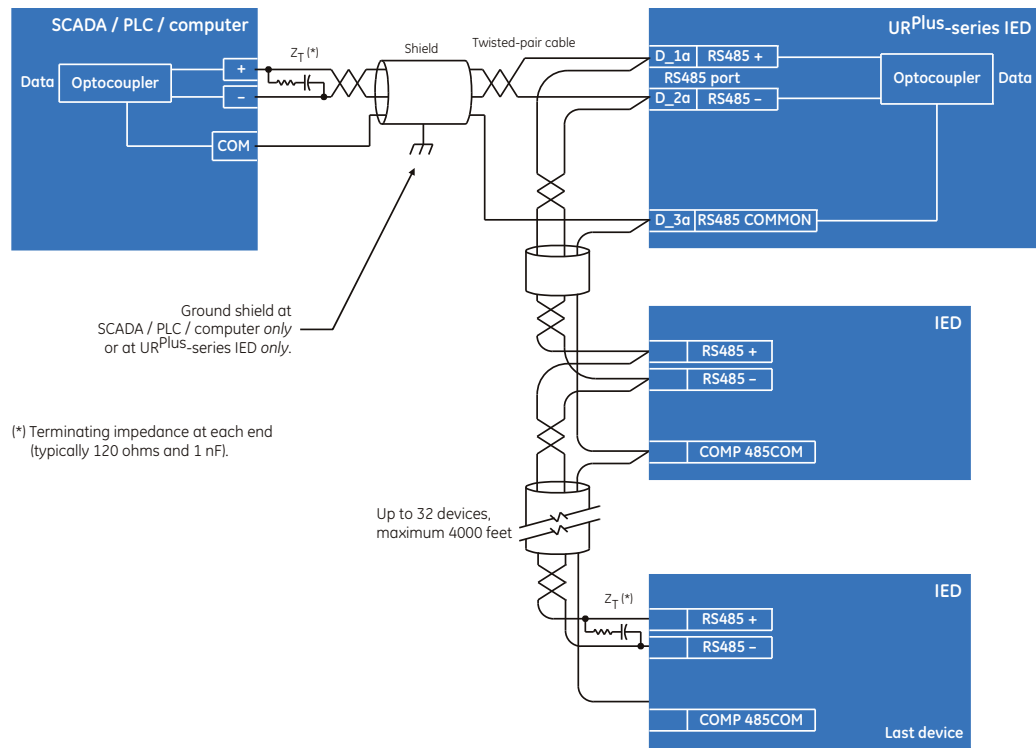 SCADA / PLC / computer
Data
Optocoupler
+
−
COM
ZT (*)
Shield
Twisted-pair cable
URPlus-series IED
D_1a RS485 +
RS485 port
D_2a RS485 −
Optocoupler
Data
D_3a RS485 COMMON
Ground shield at
SCADA / PLC / computer only
or at URPlus-series IED only.
(*) Terminating impedance at each end
(typically 120 ohms and 1 nF).
IED
RS485 +
RS485 −
COMP 485COM
Up to 32 devices,
maximum 4000 feet
ZT (*)
IED
RS485 +
RS485 −
COMP 485COM
Last device